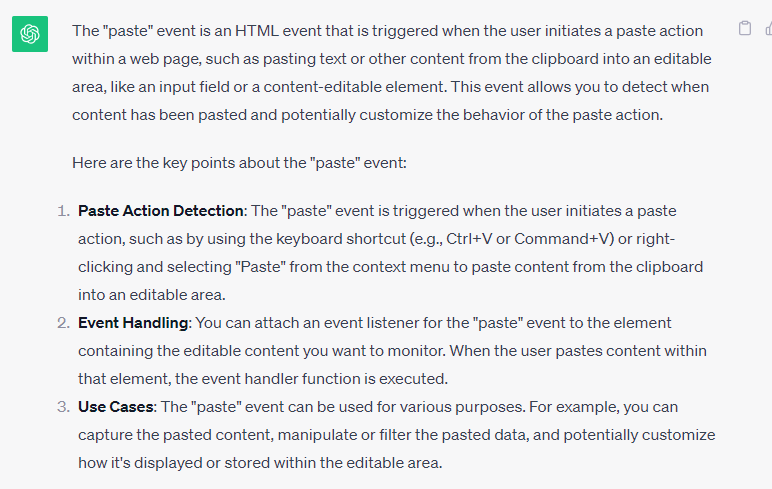 The "paste" event is an HTML event that is triggered when the user initiates a paste action
within a web page, such as pasting text or other content from the clipboard into an editable
area, like an input field or a content-editable element. This event allows you to detect when
content has been pasted and potentially customize the behavior of the paste action.
Here are the key points about the "paste" event:
1. Paste Action Detection: The "paste" event is triggered when the user initiates a paste
action, such as by using the keyboard shortcut (e.g., Ctrl+V or Command+V) or right-
clicking and selecting "Paste" from the context menu to paste content from the clipboard
into an editable area.
2. Event Handling: You can attach an event listener for the "paste" event to the element
containing the editable content you want to monitor. When the user pastes content within
that element, the event handler function is executed.
3. Use Cases: The "paste" event can be used for various purposes. For example, you can
capture the pasted content, manipulate or filter the pasted data, and potentially customize
how it's displayed or stored within the editable area.